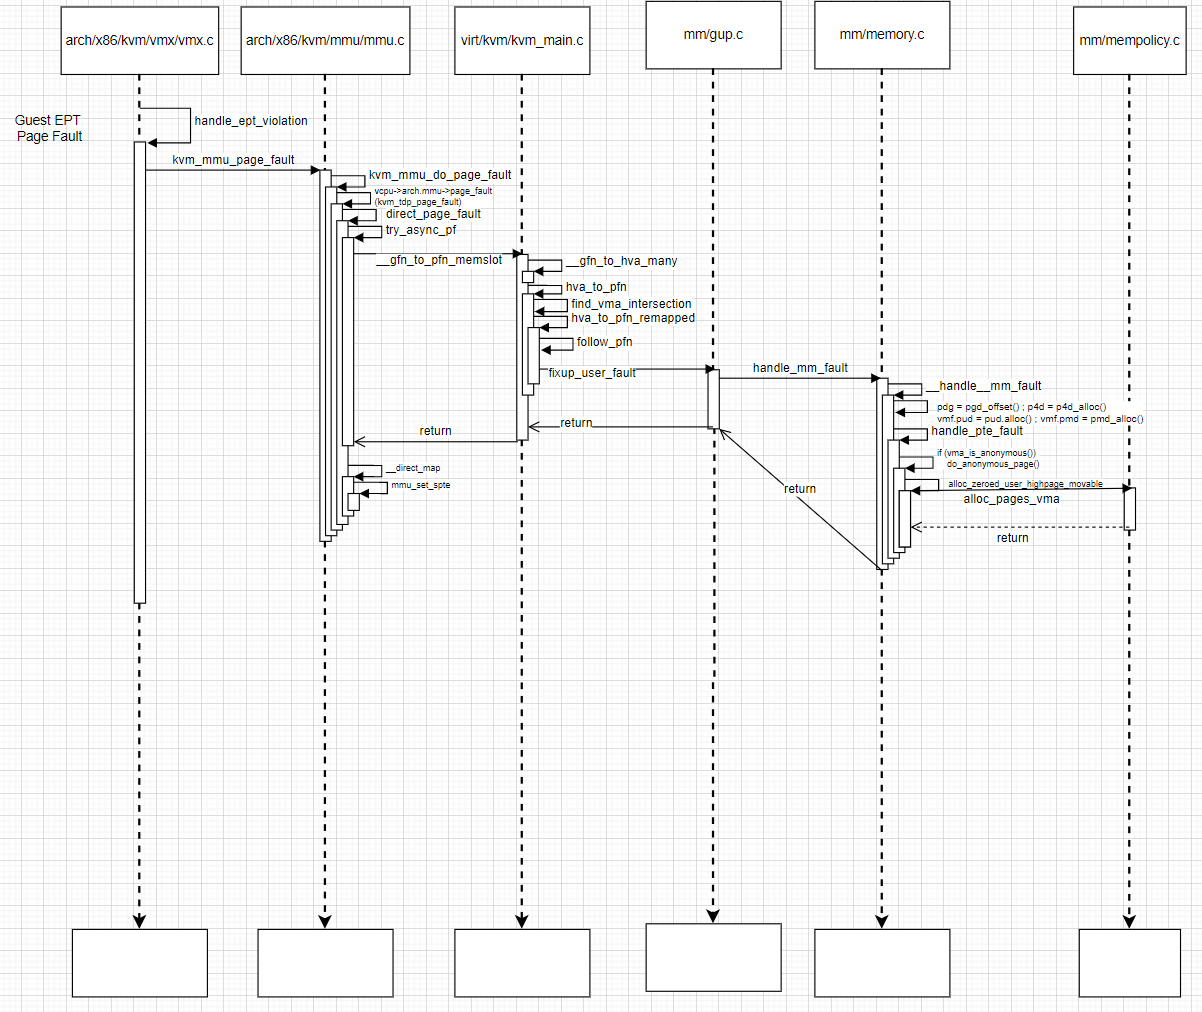 arch/x86/kvm/vmx/vmx.c
arch/x86/kvm/mmu/mmu.c
virt/kvm/kvm_main.c
mm/gup.c
mm/memory.c
mm/mempolicy.c
Guest EPT
Page Fault
handle_ept_violation
kvm_mmu_page_fault
kvm_mmu_do_page_fault
vcpu->arch.mmu->page_fault
(kvm_tdp_page_fault)
direct_page_fault
try_async_pf
__gfn_to_pfn_memslot
__gfn_to_hva_many
hva_to_pfn
find_vma_intersection
hva_to_pfn_remapped
follow_pfn
fixup_user_fault
handle_mm_fault
__handle__mm_fault
pdg = pgd_offset() ; p4d = p4d_alloc()
vmf.pud = pud.alloc() ; vmf.pmd = pmd_alloc()
handle_pte_fault
if (vma_is_anonymous())
do_anonymous_page()
alloc_zeroed_user_highpage_movable
alloc_pages_vma
return
return
return
return
__direct_map
mmu_set_spte